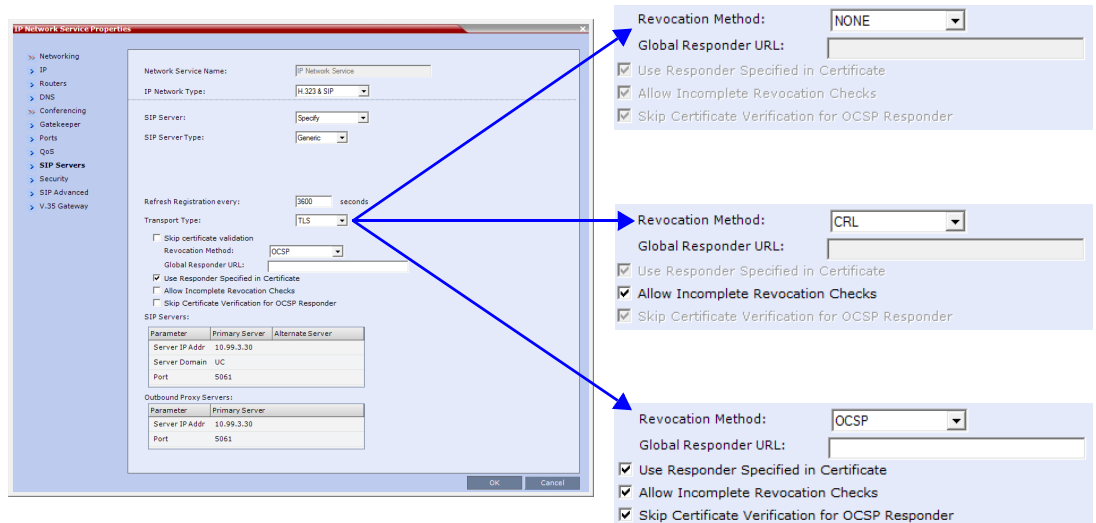 IP Network Service Properties
Networking
IP
Routers
DNS
Conferencing
Gatekeeper
Ports
QoS
SIP Servers
Security
SIP Advanced
V.35 Gateway
Network Service Name: IP Network Service
IP Network Type: H.323 & SIP
SIP Server: Specify
SIP Server Type: Generic
Refresh Registration every: 3600 seconds
Transport Type: TLS
Skip certificate validation
Revocation Method: OCSP
Global Responder URL:
Use Responder Specified in Certificate
Allow Incomplete Revocation Checks
Skip Certificate Verification for OCSP Responder
SIP Servers:
Parameter Primary Server Alternate Server
Server IP Addr 10.99.3.30
Server Domain UC
Port 5061
Outbound Proxy Servers:
Parameter Primary Server
Server IP Addr 10.99.3.30
Port 5061
OK Cancel
Revocation Method: NONE
Global Responder URL:
Use Responder Specified in Certificate
Allow Incomplete Revocation Checks
Skip Certificate Verification for OCSP Responder
Revocation Method: CRL
Global Responder URL:
Use Responder Specified in Certificate
Allow Incomplete Revocation Checks
Skip Certificate Verification for OCSP Responder
Revocation Method: OCSP
Global Responder URL:
Use Responder Specified in Certificate
Allow Incomplete Revocation Checks
Skip Certificate Verification for OCSP Responder